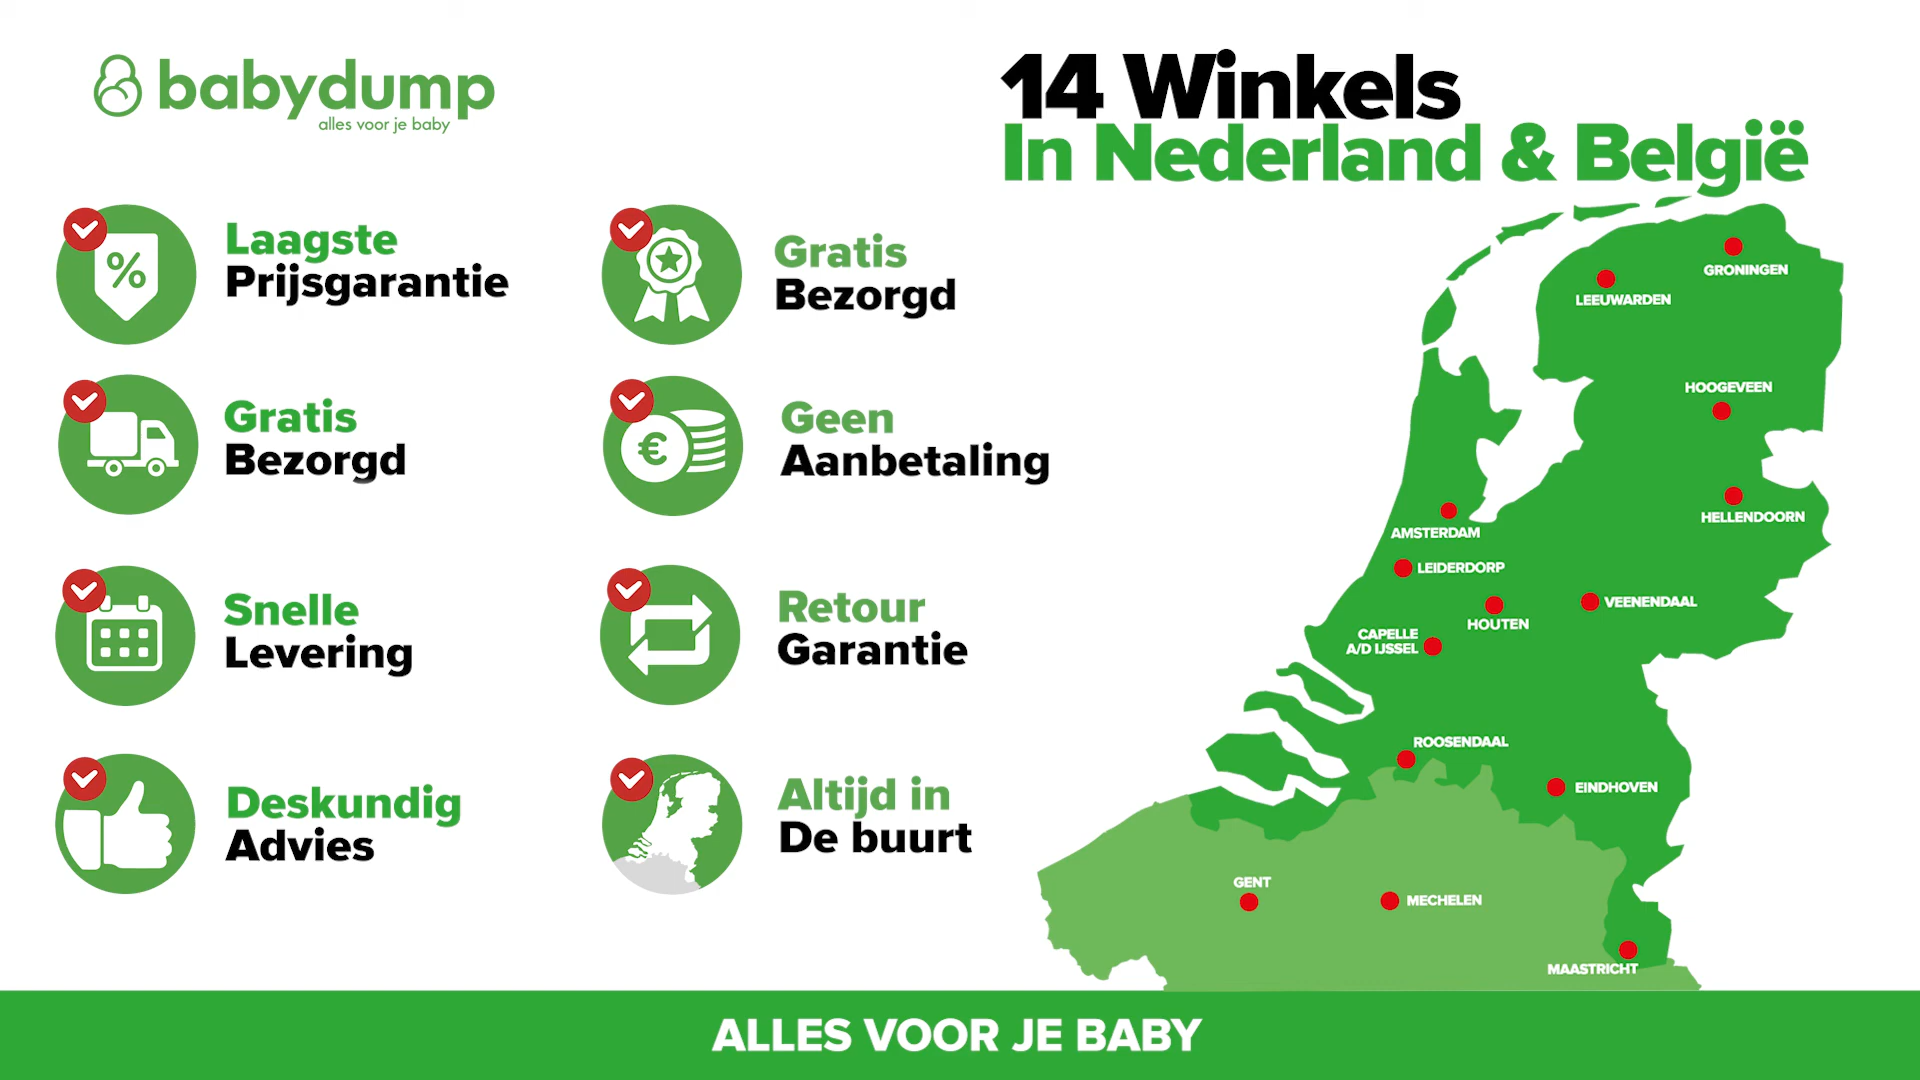 babydump
alles voor je baby
14 Winkels
In Nederland & België
Laagste
Prijsgarantie
Gratis
Bezorgd
Gratis
Bezorgd
Geen
Aanbetaling
Snelle
Levering
Retour
Garantie
Deskundig
Advies
Altijd in
De buurt
%
€
GRONINGEN
LEEUWARDEN
HOOGEVEEN
HELLENDOORN
AMSTERDAM
LEIDERDORP
VEENENDAAL
HOUTEN
CAPELLE
A/D IJSSEL
ROOSENDAAL
EINDHOVEN
GENT
MECHELEN
MAASTRICHT
ALLES VOOR JE BABY